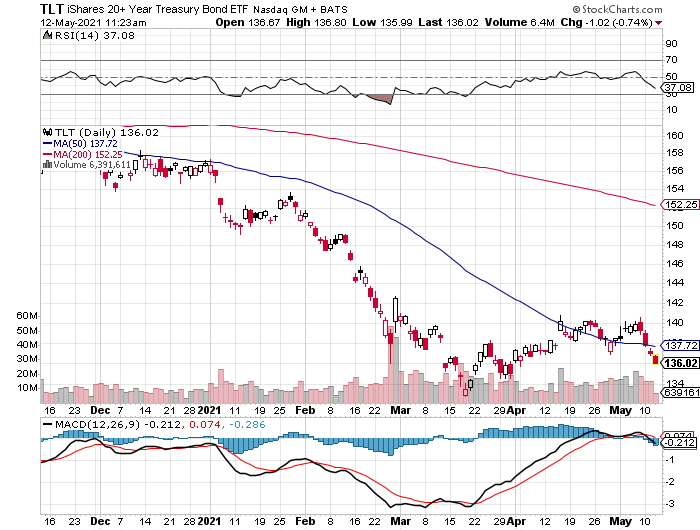 TLT iShares 20+ Year Treasury Bond ETF Nasdaq GM + BATS © StockCharts.com
12-May-2021 11:23am Open 136.67 High 136.80 Low 135.99 Last 136.02 Volume 6.4M Chg -1.02 (-0.74%)
RSI(14) 37.08
90
70
50
37.08
30
10
TLT (Daily) 136.02
MA(50) 137.72
MA(200) 152.25
Volume 6,391,611
160
158
156
154
152.25
152
150
148
146
144
142
140
138
137.72
136.02
134
60M
50M
40M
30M
20M
10M
6391611
16 23 Dec 7 14 21 28 2021 11 19 25 Feb 8 16 22 Mar 8 15 22 Apr 12 19 26 May 10
MACD(12,26,9) -0.212, 0.074, -0.286
0.074
-0.212
-1
-2
-3
16 23 Dec 7 14 21 28 2021 11 19 25 Feb 8 16 22 Mar 8 15 22 Apr 12 19 26 May 10